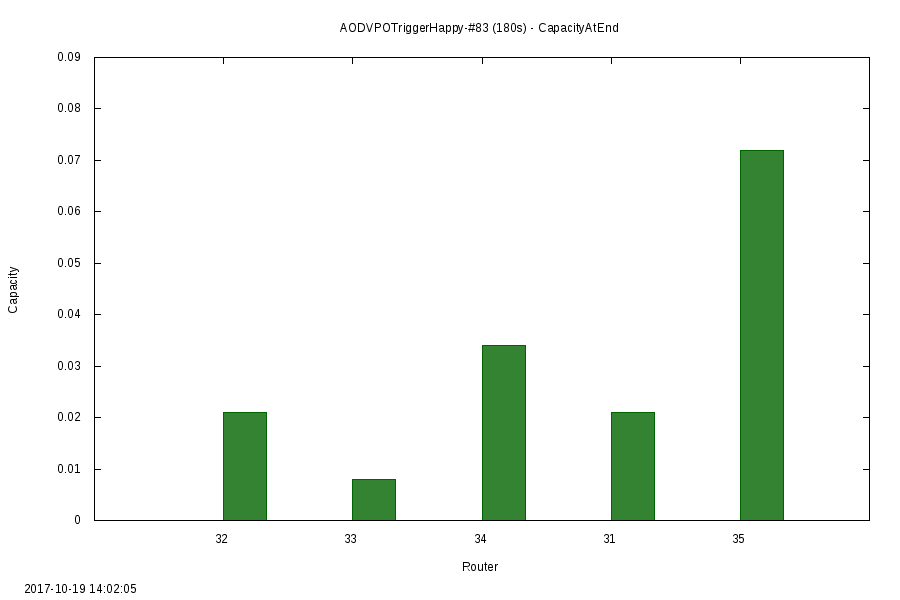 AODVPOTriggerHappy-#83 (180s) - CapacityAtEnd
0.09
0.08
0.07
0.06
0.05
0.04
0.03
0.02
0.01
0
Capacity
32 33 34 31 35
Router
2017-10-19 14:02:05